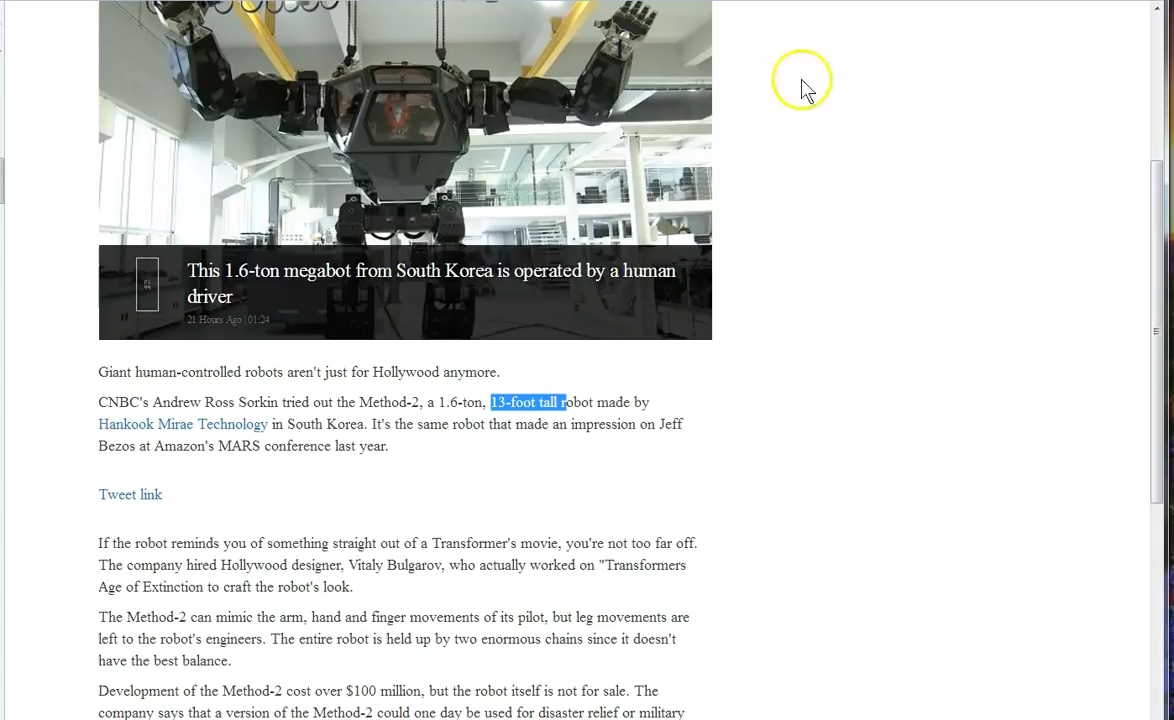 This 1.6-ton megabot from South Korea is operated by a human
driver
21 Hours Ago | 01:24
Giant human-controlled robots aren't just for Hollywood anymore.
CNBC's Andrew Ross Sorkin tried out the Method-2, a 1.6-ton, 13-foot tall robot made by
Hankook Mirae Technology in South Korea. It's the same robot that made an impression on Jeff
Bezos at Amazon's MARS conference last year.
Tweet link
If the robot reminds you of something straight out of a Transformer's movie, you're not too far off.
The company hired Hollywood designer, Vitaly Bulgarov, who actually worked on "Transformers
Age of Extinction to craft the robot's look.
The Method-2 can mimic the arm, hand and finger movements of its pilot, but leg movements are
left to the robot's engineers. The entire robot is held up by two enormous chains since it doesn't
have the best balance.
Development of the Method-2 cost over $100 million, but the robot itself is not for sale. The
company says that a version of the Method-2 could one day be used for disaster relief or military